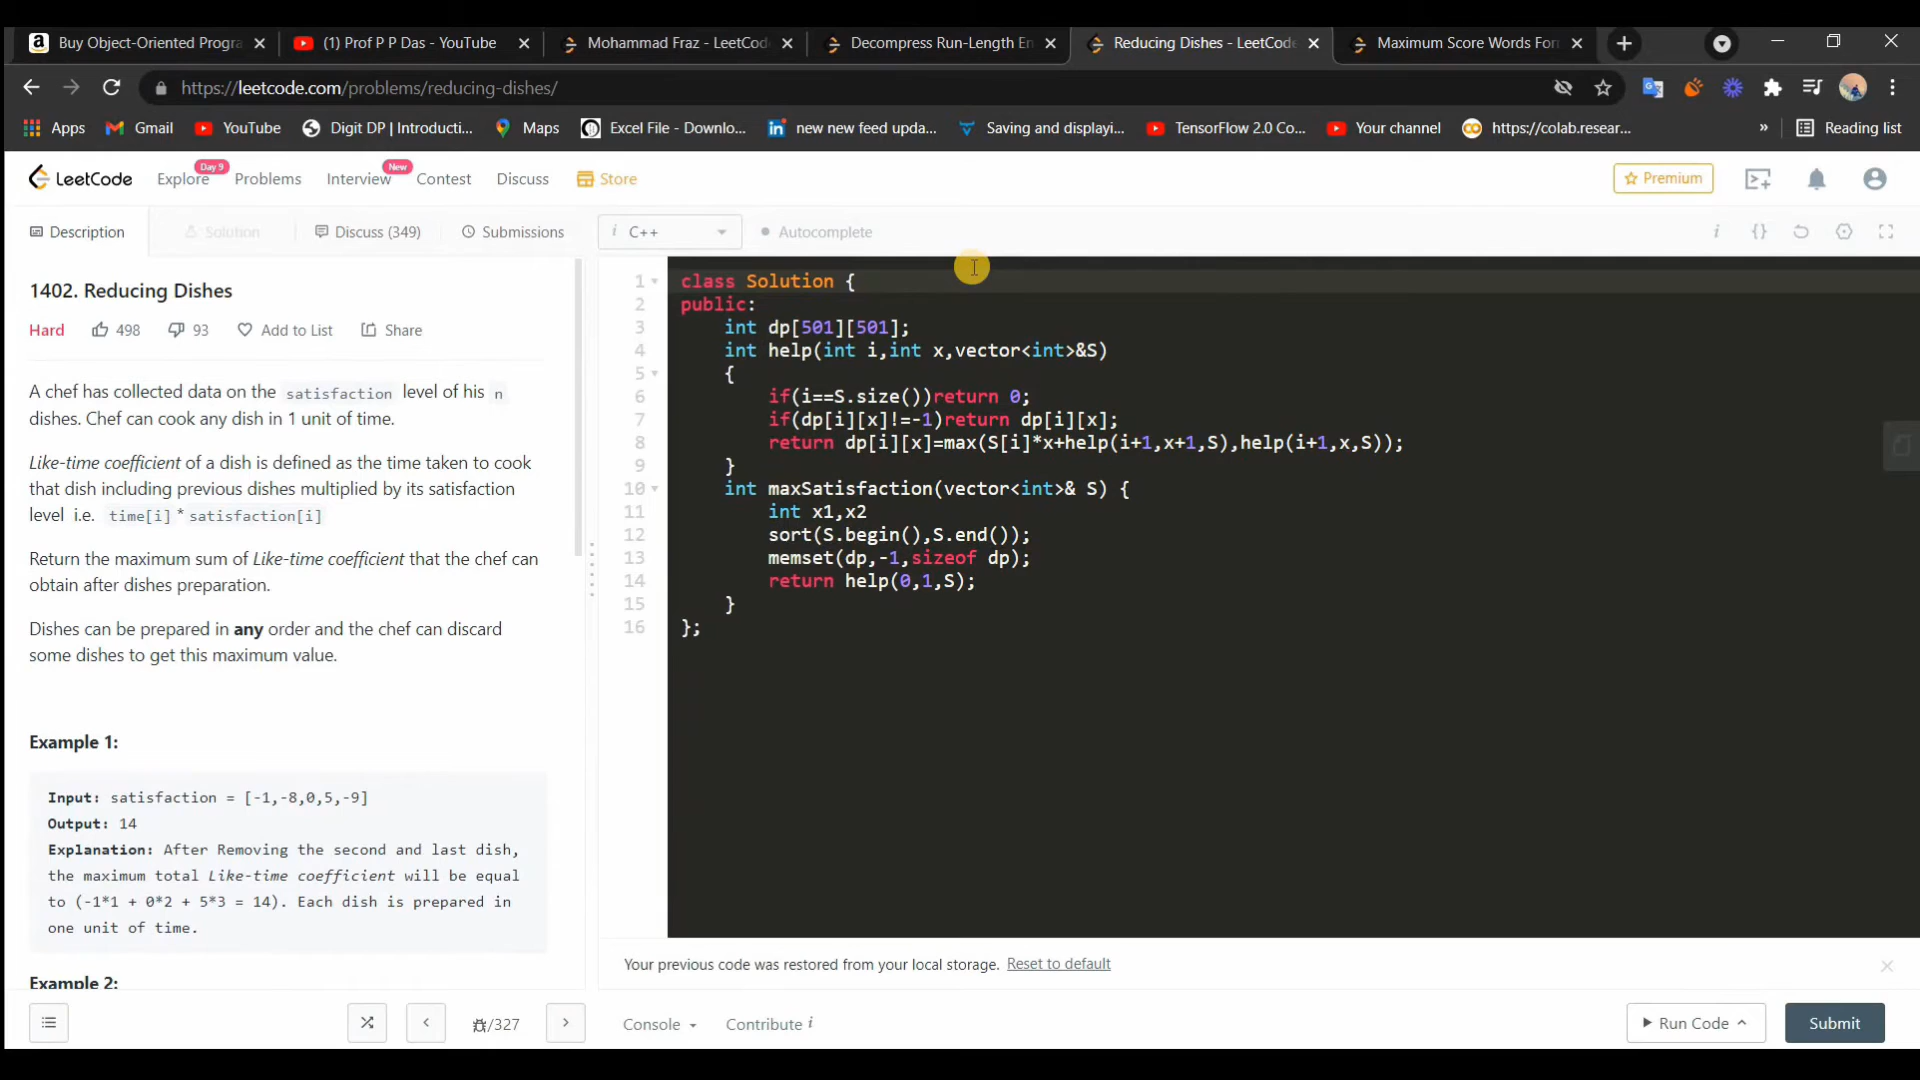 Buy Object-Oriented Progra
(1) Prof P P Das - YouTube
Mohammad Fraz - LeetCod
Decompress Run-Length En
Reducing Dishes - LeetCode
Maximum Score Words For
https://leetcode.com/problems/reducing-dishes/
Apps
Gmail
YouTube
Digit DP | Introducti...
Maps
Excel File - Downlo...
new new feed upda...
Saving and displayi...
TensorFlow 2.0 Co...
Your channel
https://colab.resear...
»
Reading list
LeetCode
Explore
Day 9
Problems
Interview
New
Contest
Discuss
Store
Premium
Description
Solution
Discuss (349)
Submissions
i C++
Autocomplete
1402. Reducing Dishes
Hard 498 93 Add to List Share
A chef has collected data on the satisfaction level of his n
dishes. Chef can cook any dish in 1 unit of time.
Like-time coefficient of a dish is defined as the time taken to cook
that dish including previous dishes multiplied by its satisfaction
level i.e. time[i] * satisfaction[i]
Return the maximum sum of Like-time coefficient that the chef can
obtain after dishes preparation.
Dishes can be prepared in any order and the chef can discard
some dishes to get this maximum value.
Example 1:
Input: satisfaction = [-1,-8,0,5,-9]
Output: 14
Explanation: After Removing the second and last dish,
the maximum total Like-time coefficient will be equal
to (-1*1 + 0*2 + 5*3 = 14). Each dish is prepared in
one unit of time.
Example 2:
1 class Solution {
2 public:
3 int dp[501][501];
4 int help(int i,int x,vector<int>&S)
5 {
6 if(i==S.size())return 0;
7 if(dp[i][x]!=-1)return dp[i][x];
8 return dp[i][x]=max(S[i]*x+help(i+1,x+1,S),help(i+1,x,S));
9 }
10 int maxSatisfaction(vector<int>& S) {
11 int x1,x2
12 sort(S.begin(),S.end());
13 memset(dp,-1,sizeof dp);
14 return help(0,1,S);
15 }
16 };
Your previous code was restored from your local storage. Reset to default
/327
Console
Contribute i
Run Code
Submit